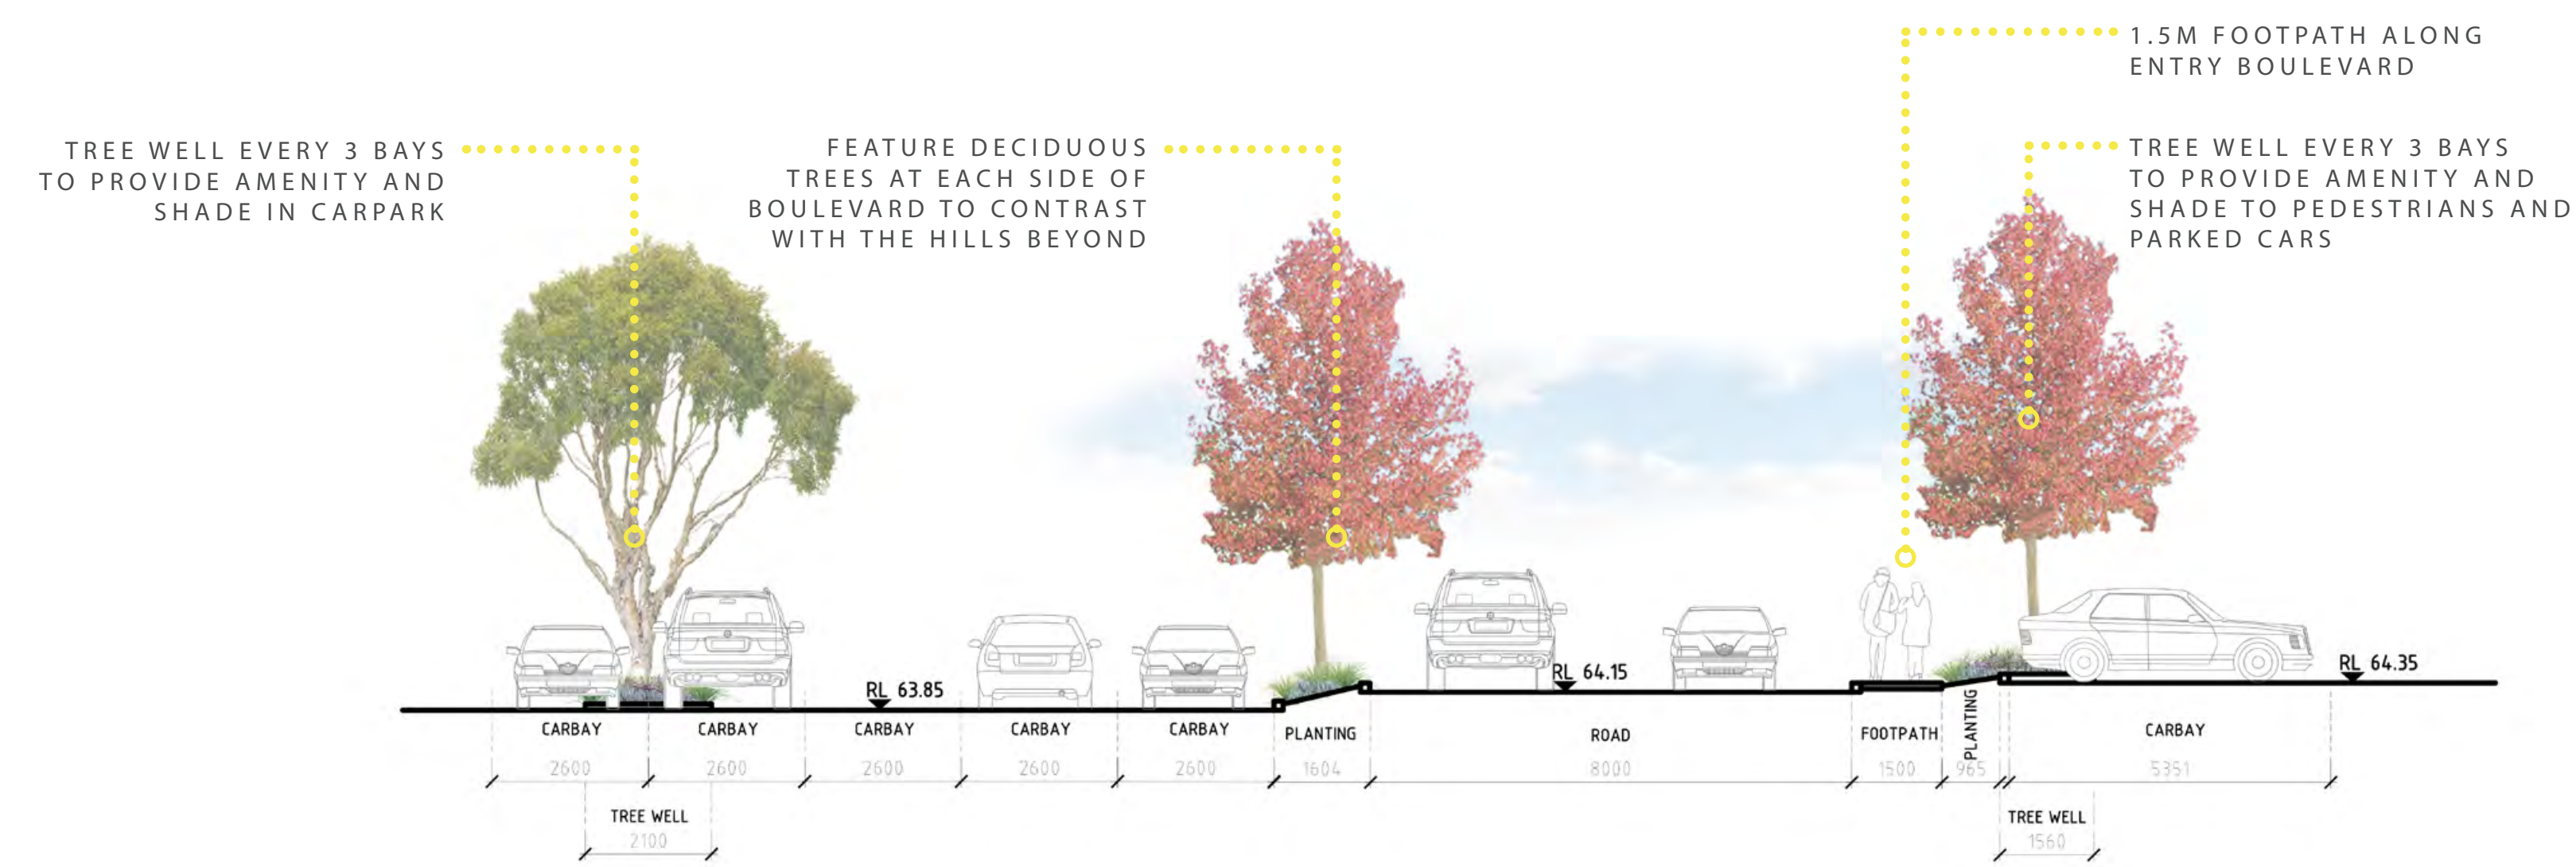 1.5M FOOTPATH ALONG
ENTRY BOULEVARD
TREE WELL EVERY 3 BAYS
TO PROVIDE AMENITY AND
SHADE IN CARPARK
FEATURE DECIDUOUS
TREES AT EACH SIDE OF
BOULEVARD TO CONTRAST
WITH THE HILLS BEYOND
TREE WELL EVERY 3 BAYS
TO PROVIDE AMENITY AND
SHADE TO PEDESTRIANS AND
PARKED CARS
RL 63.85
RL 64.15
RL 64.35
CARBAY
CARBAY
CARBAY
CARBAY
CARBAY
PLANTING
ROAD
FOOTPATH
PLANTING
CARBAY
2600
2600
2600
2600
2600
1604
8000
1500
965
5351
TREE WELL
2100
TREE WELL
1560